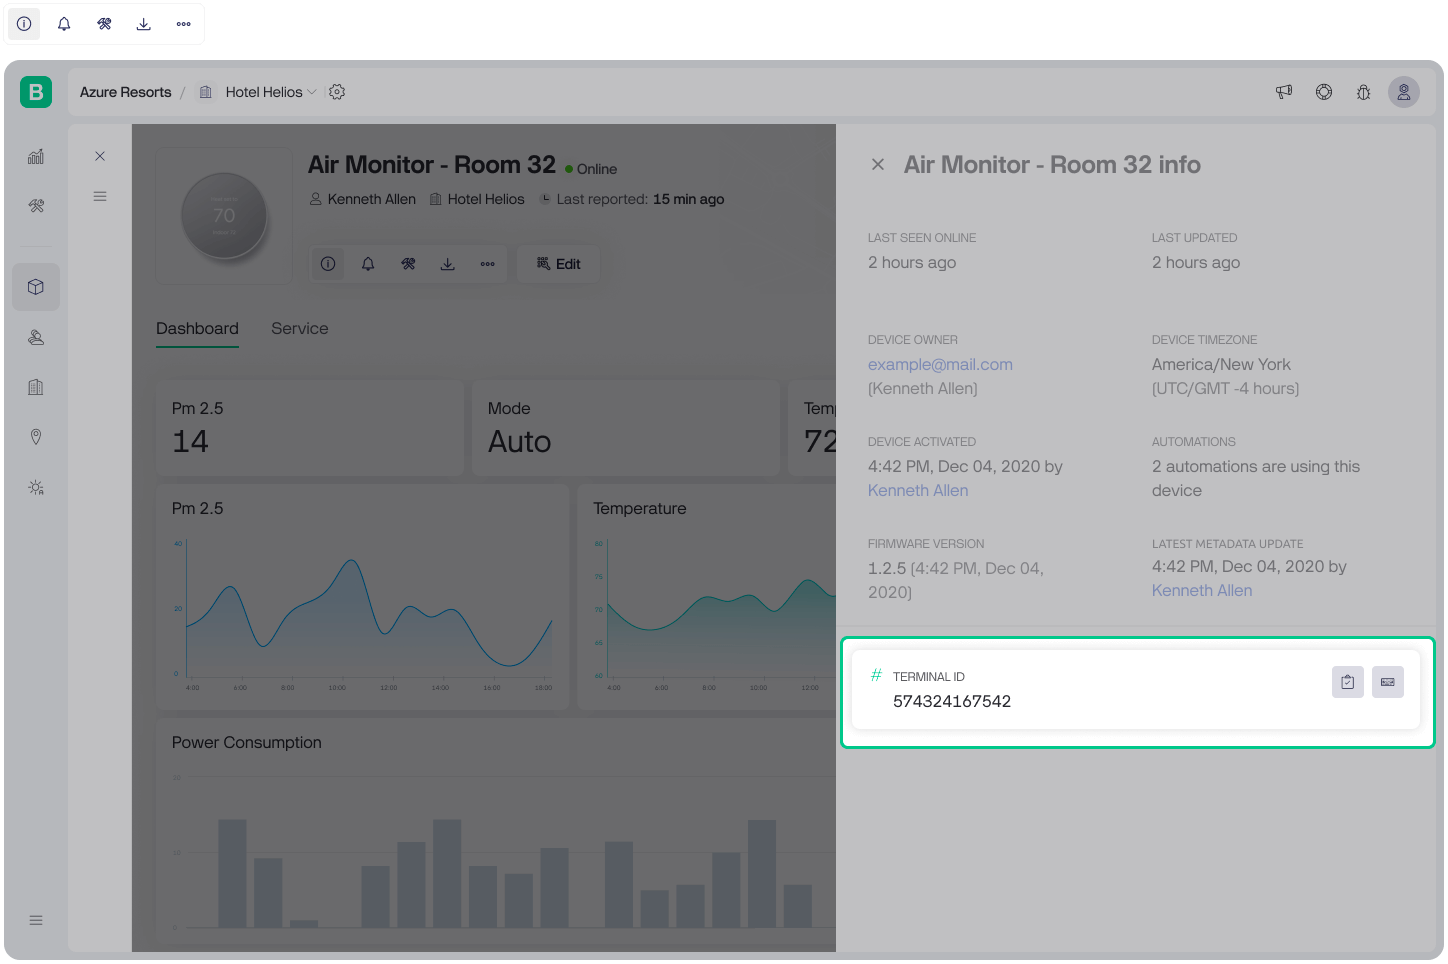 B
Azure Resorts / Hotel Helios
Air Monitor - Room 32 Online
Kenneth Allen Hotel Helios Last reported: 15 min ago
70
Edit
Dashboard Service
Pm 2.5
14
Mode
Auto
Temp
72
Pm 2.5
40
20
0
4:00 6:00 8:00 10:00 12:00 14:00 16:00 18:00
Temperature
80
75
70
65
60
4:00 6:00 8:00 10:00 12:00
Power Consumption
Air Monitor - Room 32 info
LAST SEEN ONLINE
2 hours ago
LAST UPDATED
2 hours ago
DEVICE OWNER
example@mail.com
(Kenneth Allen)
DEVICE TIMEZONE
America/New York
(UTC/GMT -4 hours)
DEVICE ACTIVATED
4:42 PM, Dec 04, 2020 by
Kenneth Allen
AUTOMATIONS
2 automations are using this
device
FIRMWARE VERSION
1.2.5 (4:42 PM, Dec 04,
2020)
LATEST METADATA UPDATE
4:42 PM, Dec 04, 2020 by
Kenneth Allen
# TERMINAL ID
574324167542